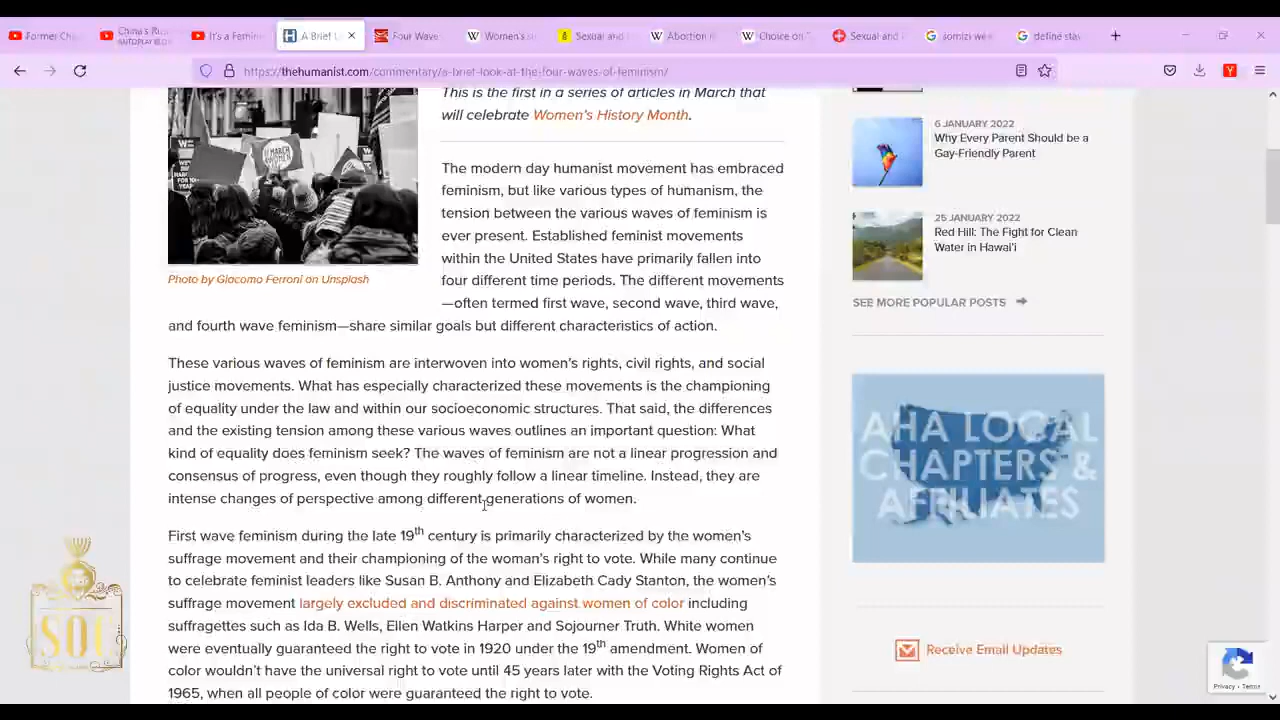 Former Ch
China's R
AUTOPLAY BLO
It's a Femin
A Brief L
Four Wave
Women's s
Sexual and
Abortion
Choice on
Sexual and
somizi w
define sta
https://thehumanist.com/commentary/a-brief-look-at-the-four-waves-of-feminism/
This is the first in a series of articles in March that
will celebrate Women's History Month.
MARCH
WOMEN
The modern day humanist movement has embraced
feminism, but like various types of humanism, the
tension between the various waves of feminism is
ever present. Established feminist movements
within the United States have primarily fallen into
four different time periods. The different movements
—often termed first wave, second wave, third wave,
and fourth wave feminism—share similar goals but different characteristics of action.
Photo by Giacomo Ferroni on Unsplash
These various waves of feminism are interwoven into women's rights, civil rights, and social
justice movements. What has especially characterized these movements is the championing
of equality under the law and within our socioeconomic structures. That said, the differences
and the existing tension among these various waves outlines an important question: What
kind of equality does feminism seek? The waves of feminism are not a linear progression and
consensus of progress, even though they roughly follow a linear timeline. Instead, they are
intense changes of perspective among different generations of women.
First wave feminism during the late 19th century is primarily characterized by the women's
suffrage movement and their championing of the woman's right to vote. While many continue
to celebrate feminist leaders like Susan B. Anthony and Elizabeth Cady Stanton, the women's
suffrage movement largely excluded and discriminated against women of color including
suffragettes such as Ida B. Wells, Ellen Watkins Harper and Sojourner Truth. White women
were eventually guaranteed the right to vote in 1920 under the 19th amendment. Women of
color wouldn't have the universal right to vote until 45 years later with the Voting Rights Act of
1965, when all people of color were guaranteed the right to vote.
6 JANUARY 2022
Why Every Parent Should be a
Gay-Friendly Parent
25 JANUARY 2022
Red Hill: The Fight for Clean
Water in Hawai'i
SEE MORE POPULAR POSTS
AHA LOCAL
CHAPTERS &
AFFILIATES
Receive Email Updates
Privacy - Terms
SOC